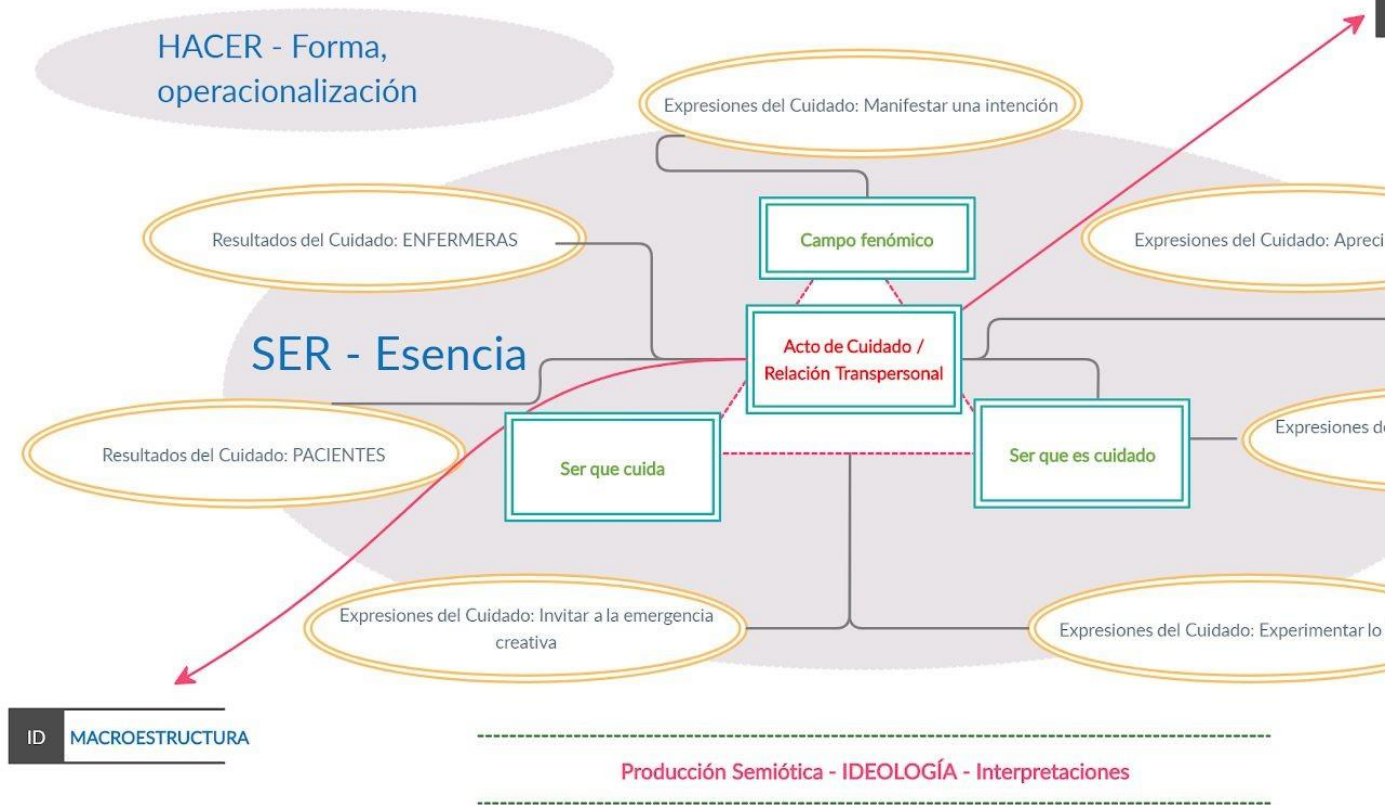 HACER - Forma,
operacionalización
Expresiones del Cuidado: Manifestar una intención
Resultados del Cuidado: ENFERMERAS
Campo fenómico
Expresiones del Cuidado:
SER - Esencia
Acto de Cuidado /
Relación Transpersonal
Resultados del Cuidado: PACIENTES
Ser que cuida
Ser que es cuidado
Expresiones
Expresiones del Cuidado: Invitar a la emergencia
creativa
Expresiones del Cuidado: Experimentar lo
ID MACROESTRUCTURA
Producción Semiótica - IDEOLOGÍA - Interpretaciones